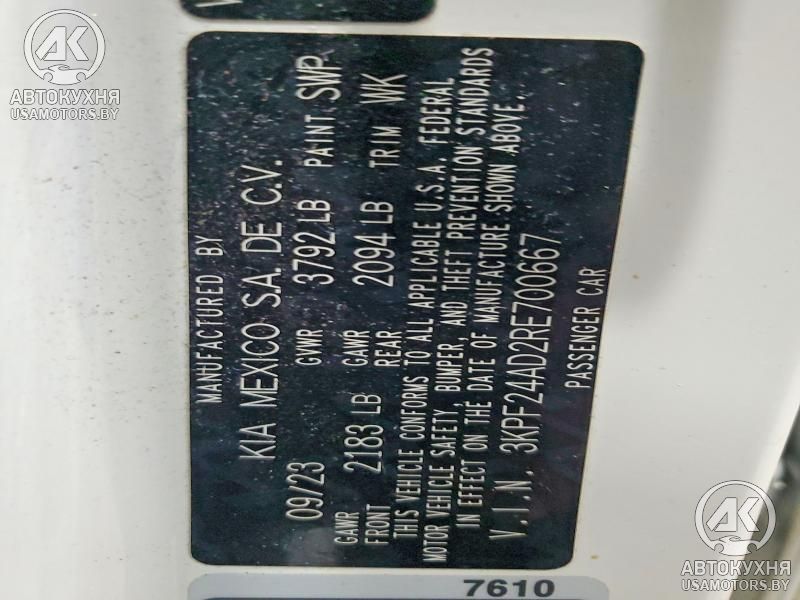 MANUFACTURED BY
KIA MEXICO S.A. DE C.V.
09/23 GVWR 3792 LB PAINT SWP
GAWR FRONT 2183 LB GAWR REAR 2094 LB TRIM WK
THIS VEHICLE CONFORMS TO ALL APPLICABLE U.S.A. FEDERAL
MOTOR VEHICLE SAFETY, BUMPER, AND THEFT PREVENTION STANDARDS
IN EFFECT ON THE DATE OF MANUFACTURE SHOWN ABOVE.
V.I.N. 3KPF24AD2RE700667
PASSENGER CAR
7610
АК
АВТОКУХНЯ
USAMOTORS.BY
АК
АВТОКУХНЯ
USAMOTORS.BY